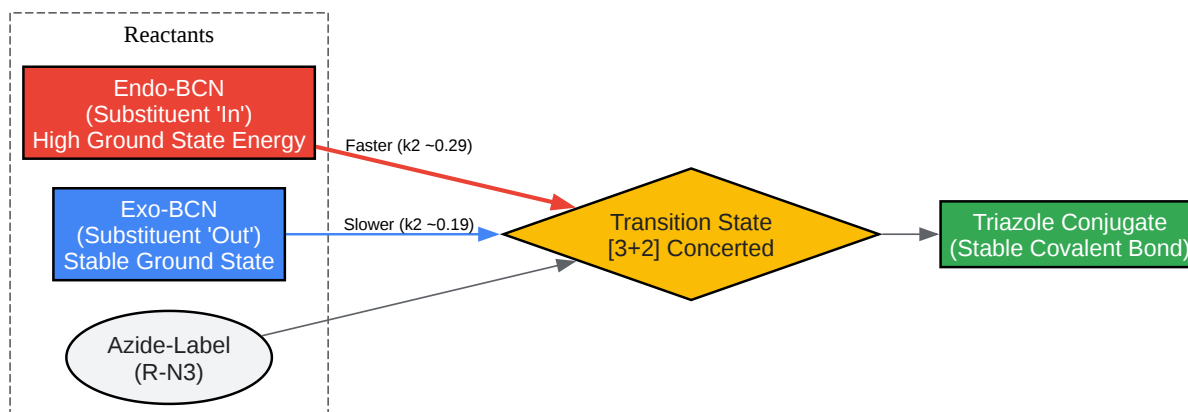 Reactants
Endo-BCN
(Substituent 'In')
High Ground State Energy
Faster (k2 ~0.29)
Exo-BCN
(Substituent 'Out')
Stable Ground State
Slower (k2 ~0.19)
Azide-Label
(R-N3)
Transition State
[3+2] Concerted
Triazole Conjugate
(Stable Covalent Bond)